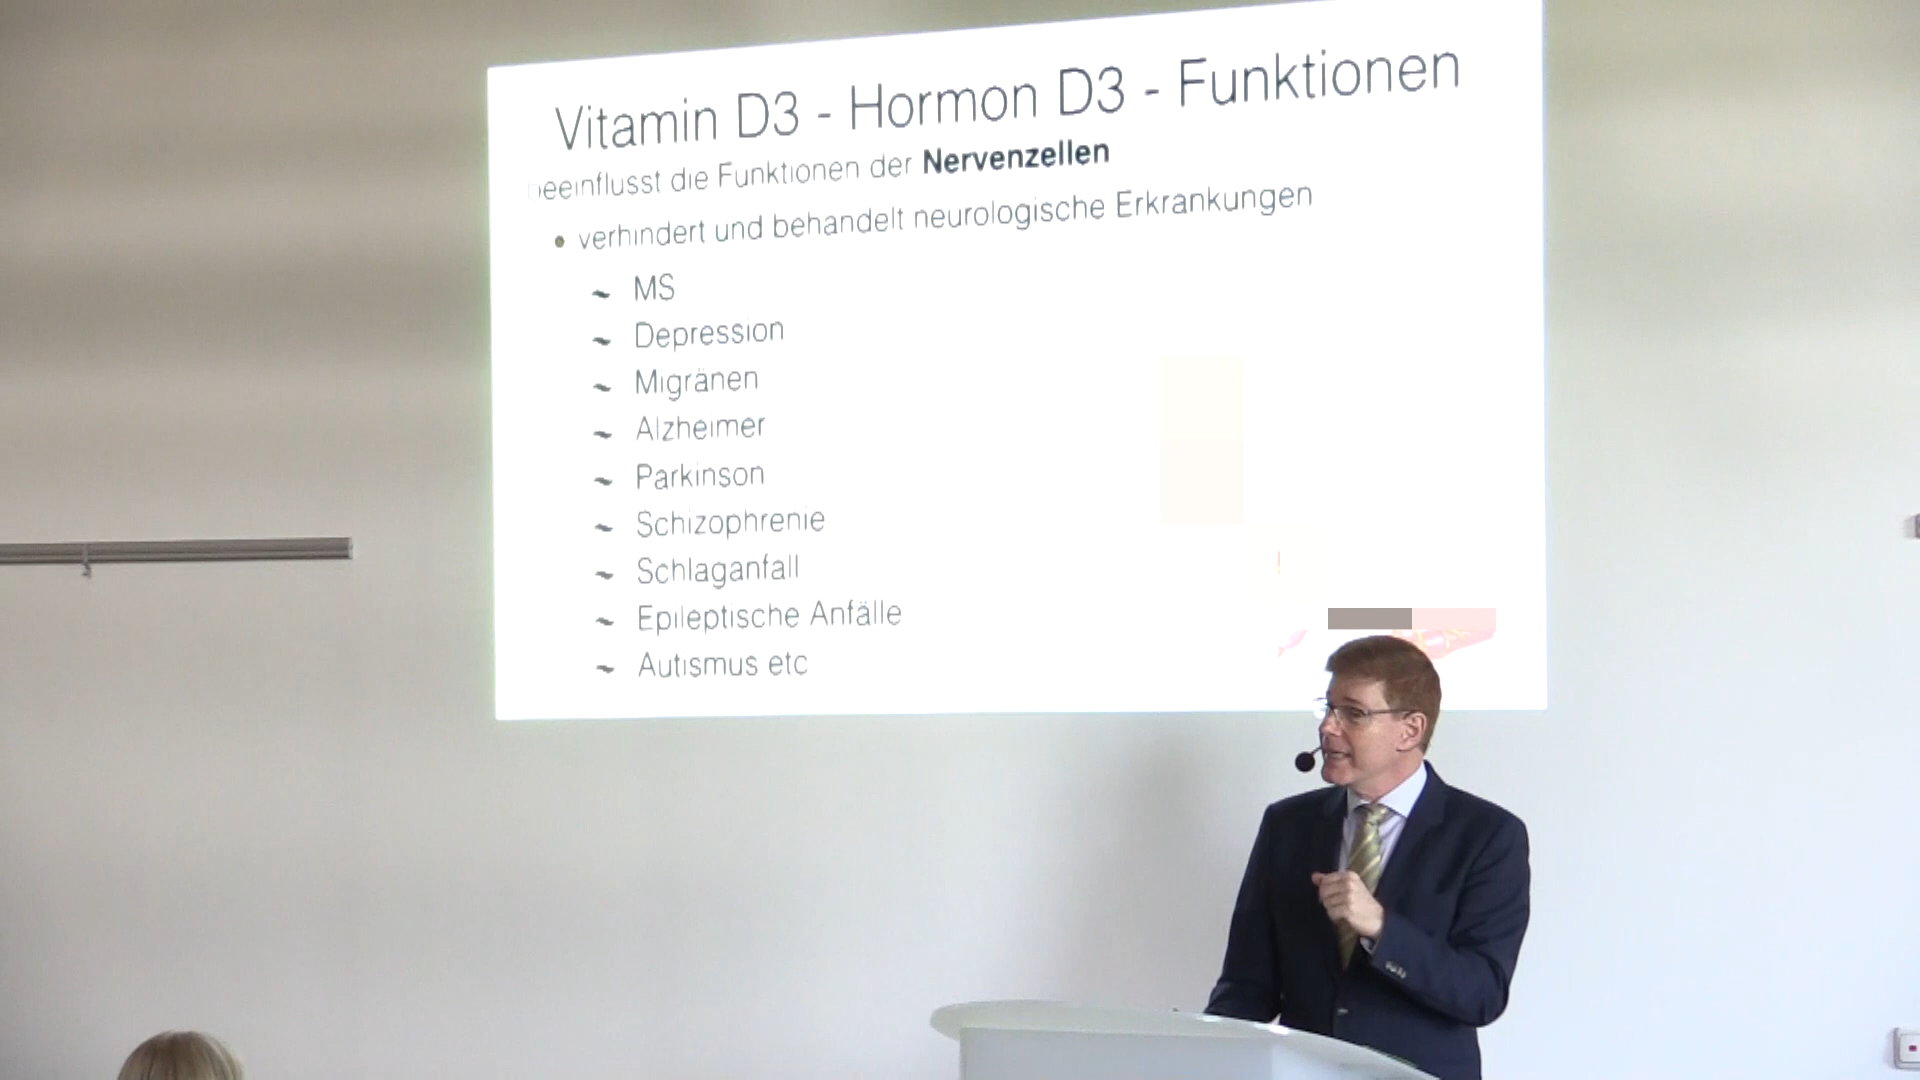 Vitamin D3 - Hormon D3 - Funktionen
beeinflusst die Funktionen der Nervenzellen
• verhindert und behandelt neurologische Erkrankungen
~ MS
~ Depression
~ Migränen
~ Alzheimer
~ Parkinson
~ Schizophrenie
~ Schlaganfall
~ Epileptische Anfälle
~ Autismus etc